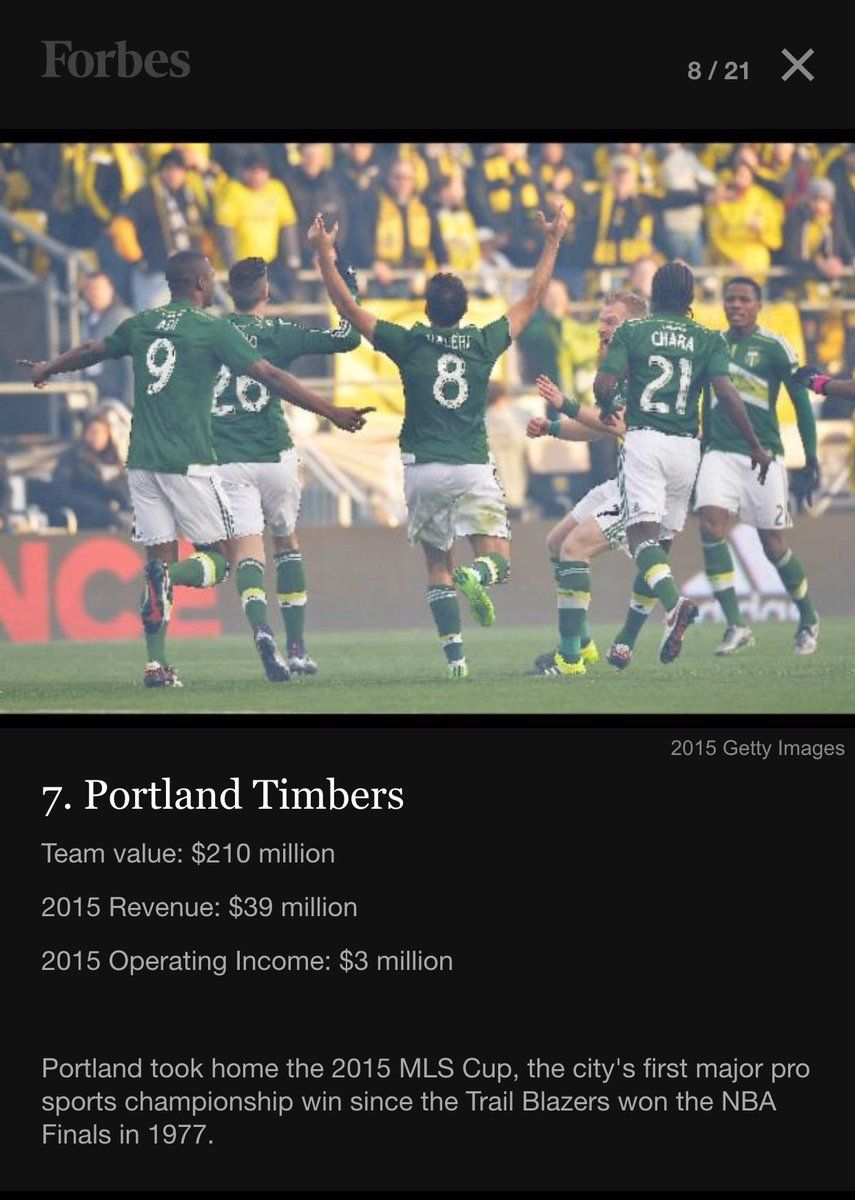 Forbes
8 / 21
ADI
9
26
VALERI
8
CHARA
21
2
NCE
adidas
2015 Getty Images
7. Portland Timbers
Team value: $210 million
2015 Revenue: $39 million
2015 Operating Income: $3 million
Portland took home the 2015 MLS Cup, the city's first major pro
sports championship win since the Trail Blazers won the NBA
Finals in 1977.